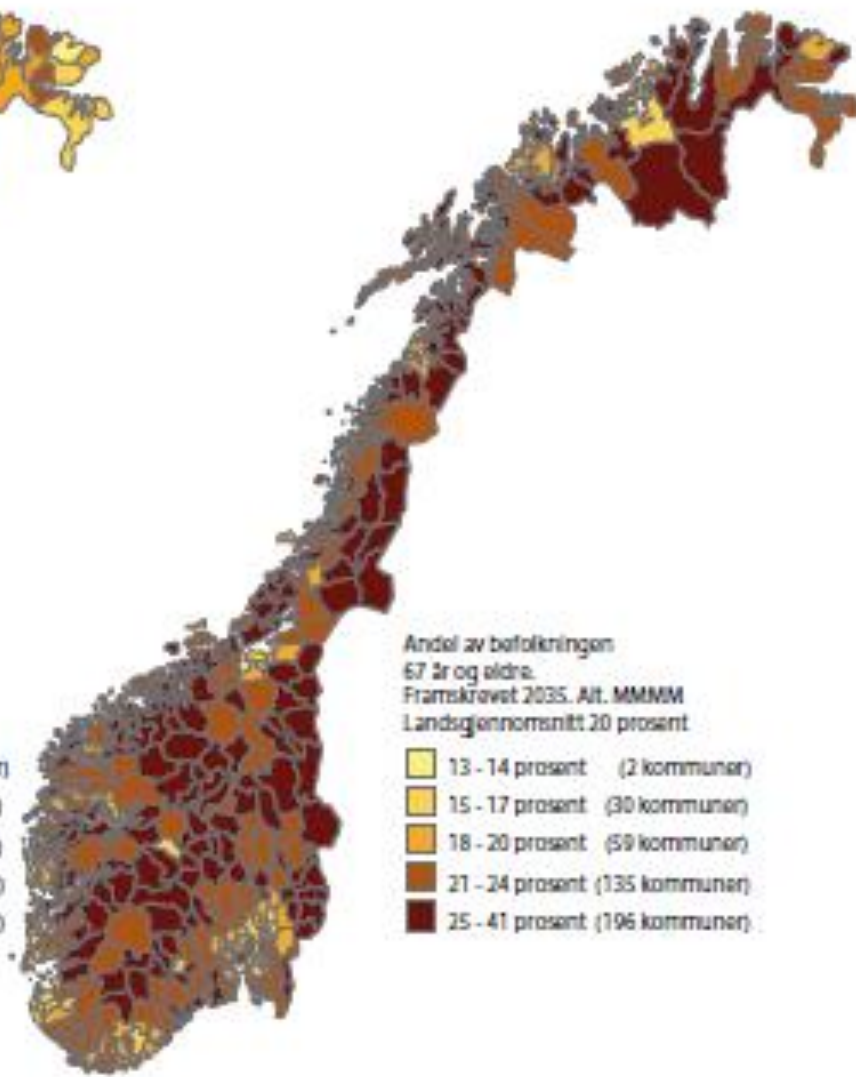 Andel av befolkningen
67 år og eldre.
Framskrevet 2035. Alt. MMMM
Landsgjennomsnitt 20 prosent
13 - 14 prosent (2 kommuner)
15 - 17 prosent (30 kommuner)
18 - 20 prosent (59 kommuner)
21 - 24 prosent (135 kommuner)
25 - 41 prosent (196 kommuner)